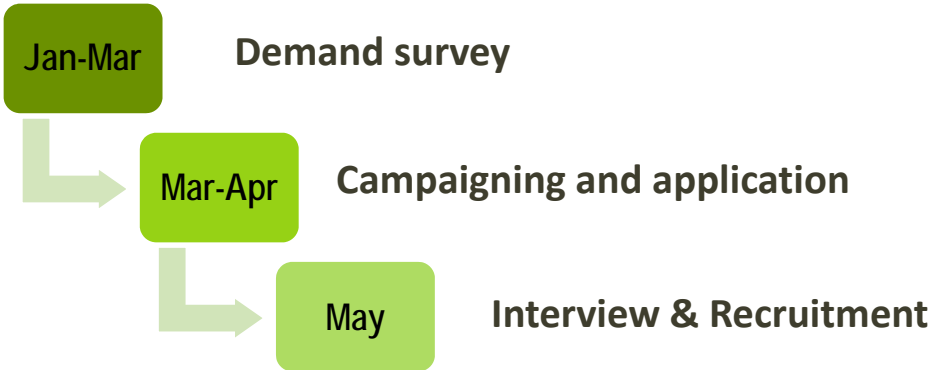 Jan-Mar
Demand survey
Mar-Apr
Campaigning and application
May
Interview & Recruitment